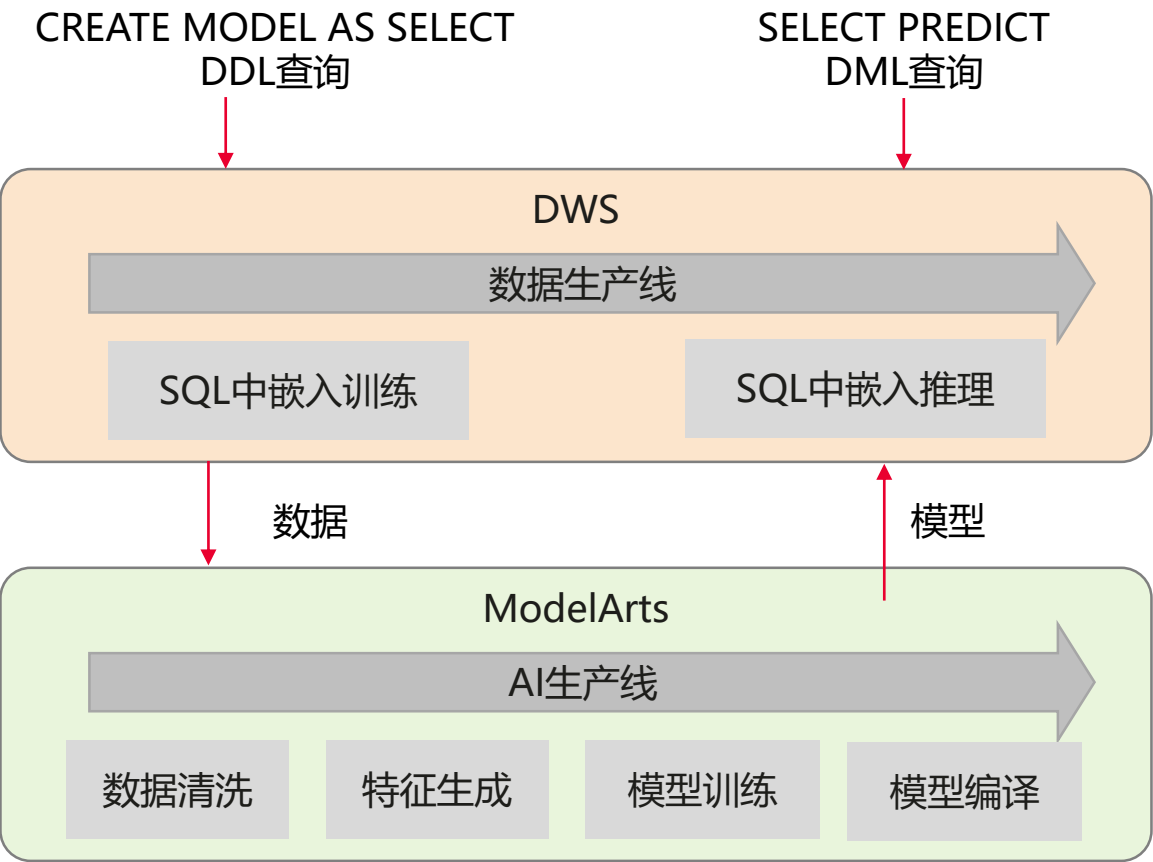 CREATE MODEL AS SELECT
DDL查询
SELECT PREDICT
DML查询
DWS
数据生产线
SQL中嵌入训练
SQL中嵌入推理
数据
模型
ModelArts
AI生产线
数据清洗
特征生成
模型训练
模型编译